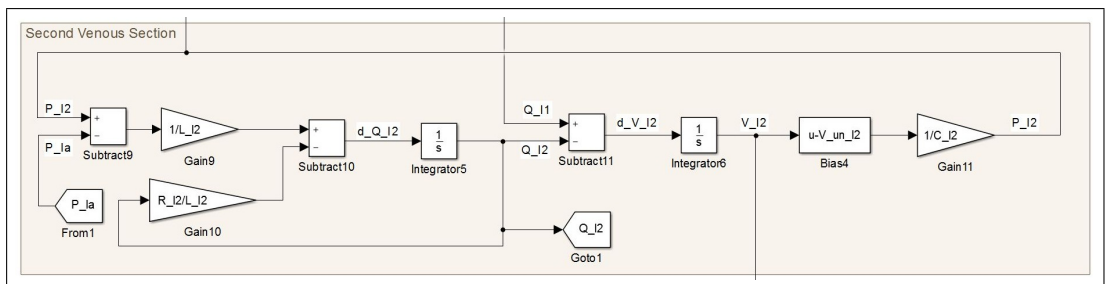 Second Venous Section
P_l2
+
−
P_la
Subtract9
1/L_l2
Gain9
+
−
Subtract10
d_Q_l2
1
s
Integrator5
Q_l1
+
−
Q_l2
Subtract11
d_V_l2
1
s
Integrator6
V_l2
u-V_un_l2
Bias4
1/C_l2
Gain11
P_l2
P_la
From1
R_l2/L_l2
Gain10
Q_l2
Goto1